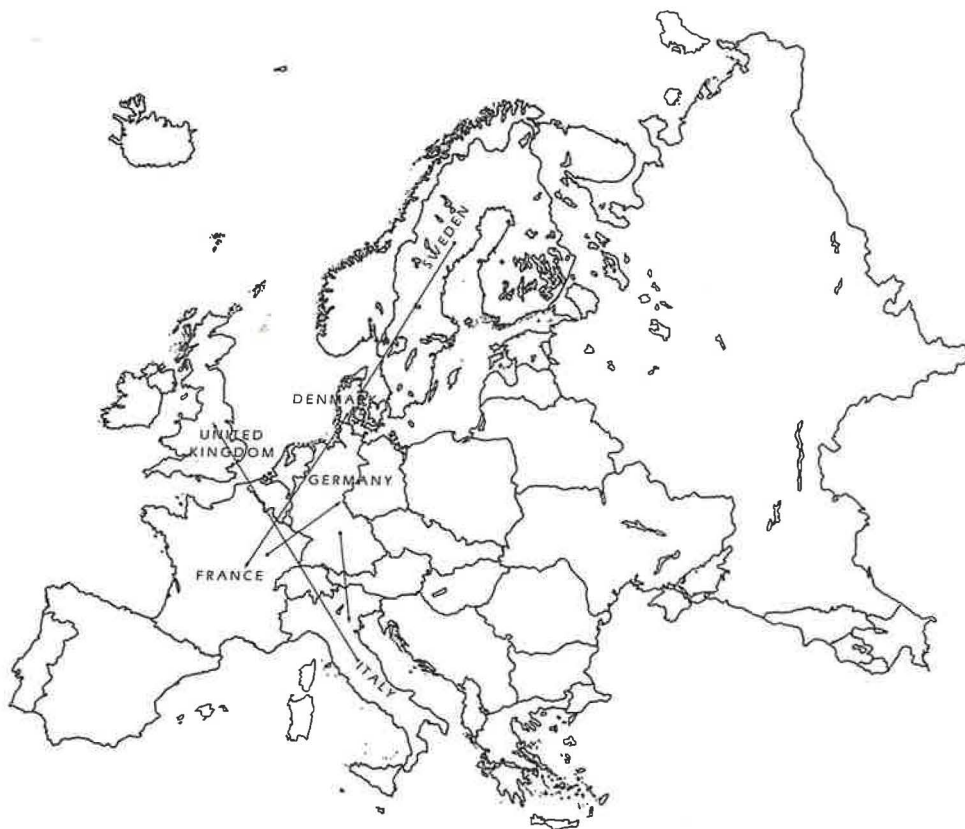 SWEDEN
DENMARK
UNITED
KINGDOM
GERMANY
FRANCE
ITALY